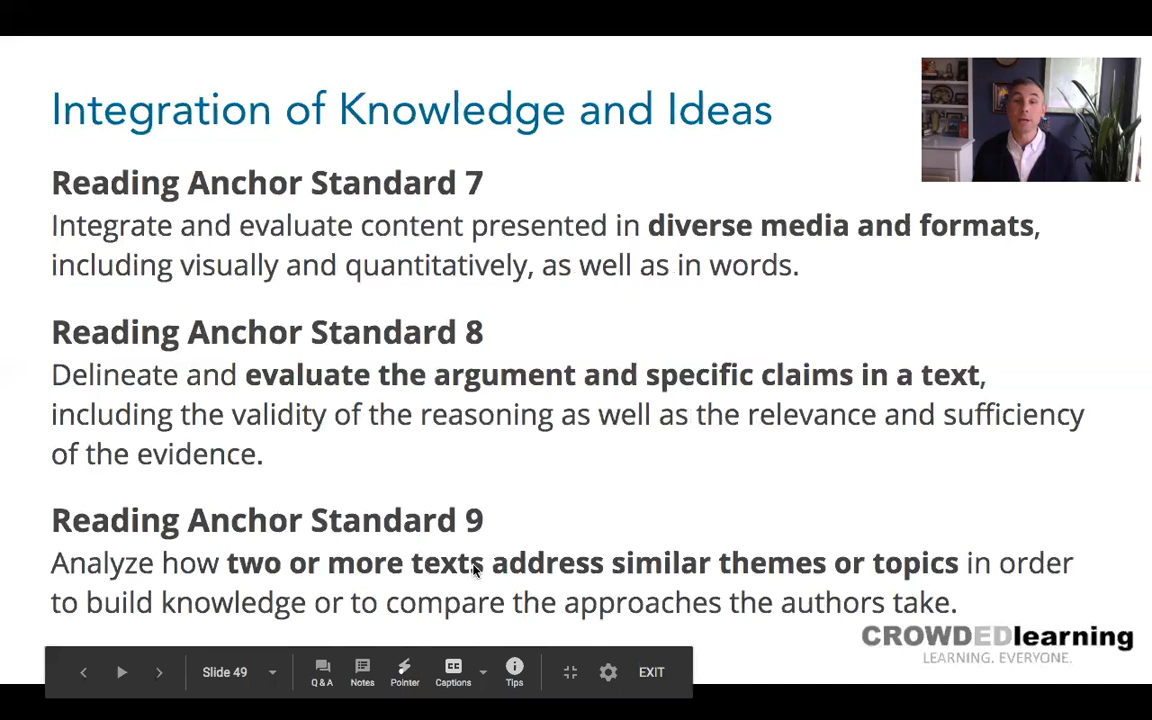 Integration of Knowledge and Ideas
Reading Anchor Standard 7
Integrate and evaluate content presented in diverse media and formats,
including visually and quantitatively, as well as in words.
Reading Anchor Standard 8
Delineate and evaluate the argument and specific claims in a text,
including the validity of the reasoning as well as the relevance and sufficiency
of the evidence.
Reading Anchor Standard 9
Analyze how two or more texts address similar themes or topics in order
to build knowledge or to compare the approaches the authors take.
CROWDEDlearning
LEARNING. EVERYONE.
Slide 49
Q & A
Notes
Pointer
CC
Captions
Tips
EXIT